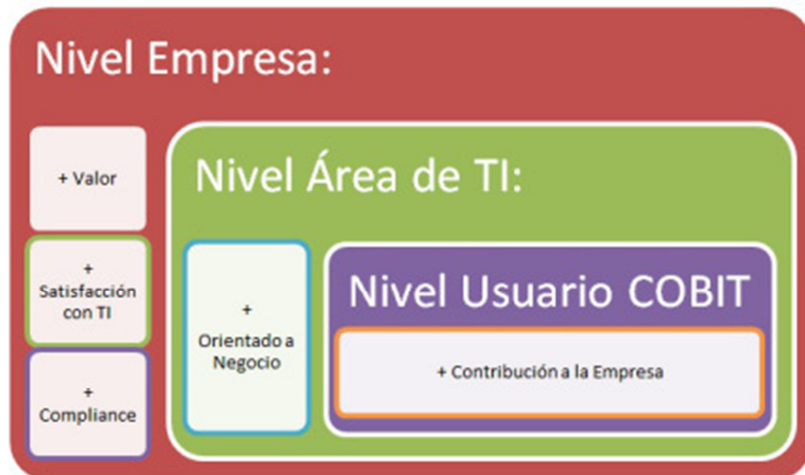 Nivel Empresa:
+ Valor
+
Satisfacción
con TI
+
Compliance
Nivel Área de TI:
+
Orientado a
Negocio
Nivel Usuario COBIT
+ Contribución a la Empresa